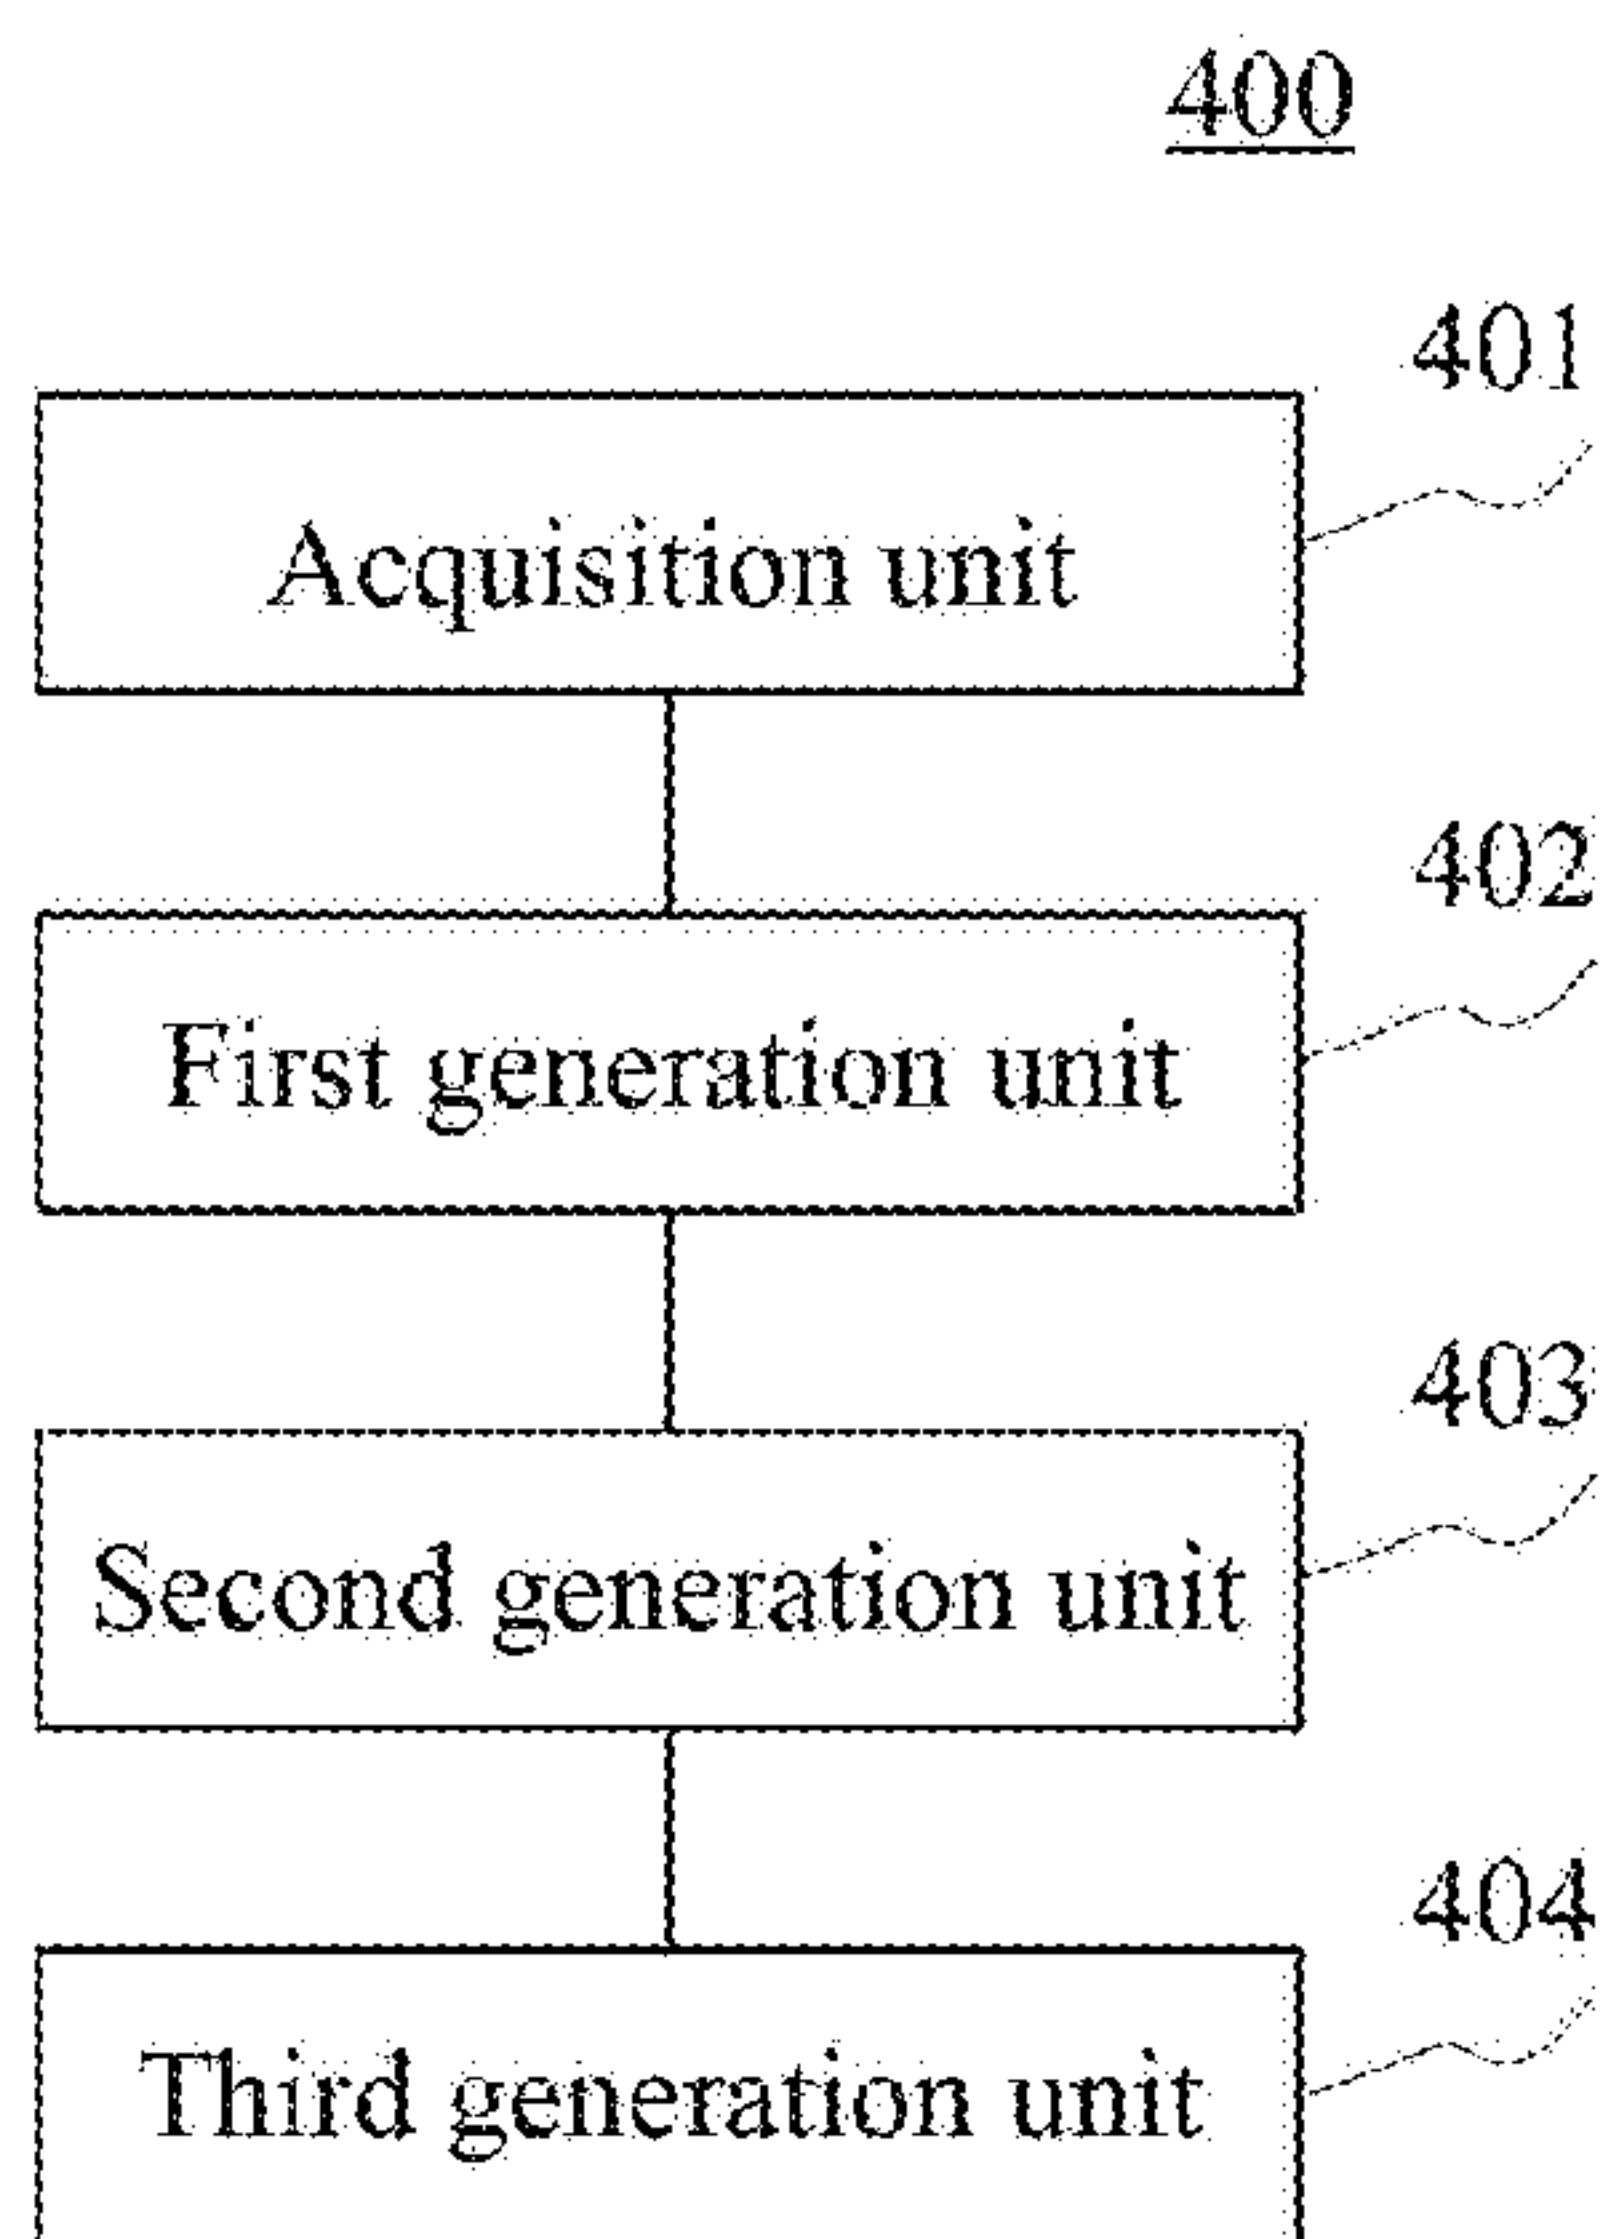 400
401
Acquisition unit
402
First generation unit
403
Second generation unit
404
Third generation unit